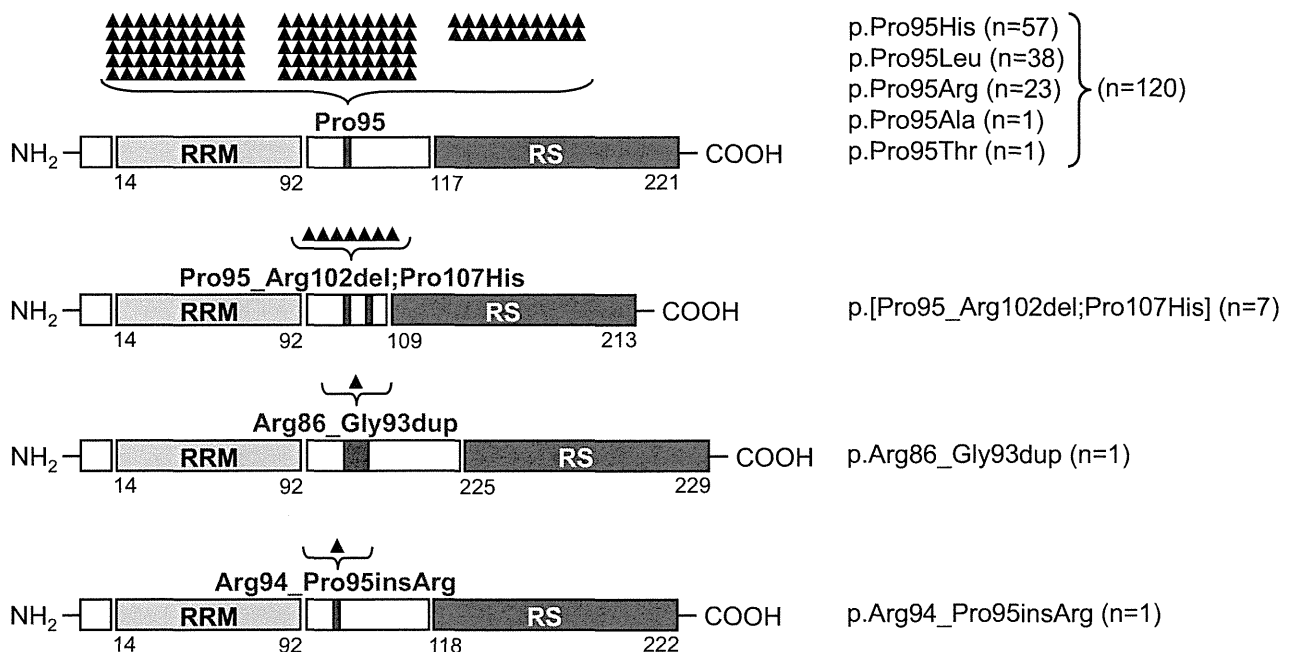 p.Pro95His (n=57)
p.Pro95Leu (n=38)
p.Pro95Arg (n=23) (n=120)
p.Pro95Ala (n=1)
p.Pro95Thr (n=1)
Pro95
NH2 RRM RS COOH
14 92 117 221
Pro95_Arg102del;Pro107His
NH2 RRM RS COOH p.[Pro95_Arg102del;Pro107His] (n=7)
14 92 109 213
Arg86_Gly93dup
NH2 RRM RS COOH p.Arg86_Gly93dup (n=1)
14 92 225 229
Arg94_Pro95insArg
NH2 RRM RS COOH p.Arg94_Pro95insArg (n=1)
14 92 118 222